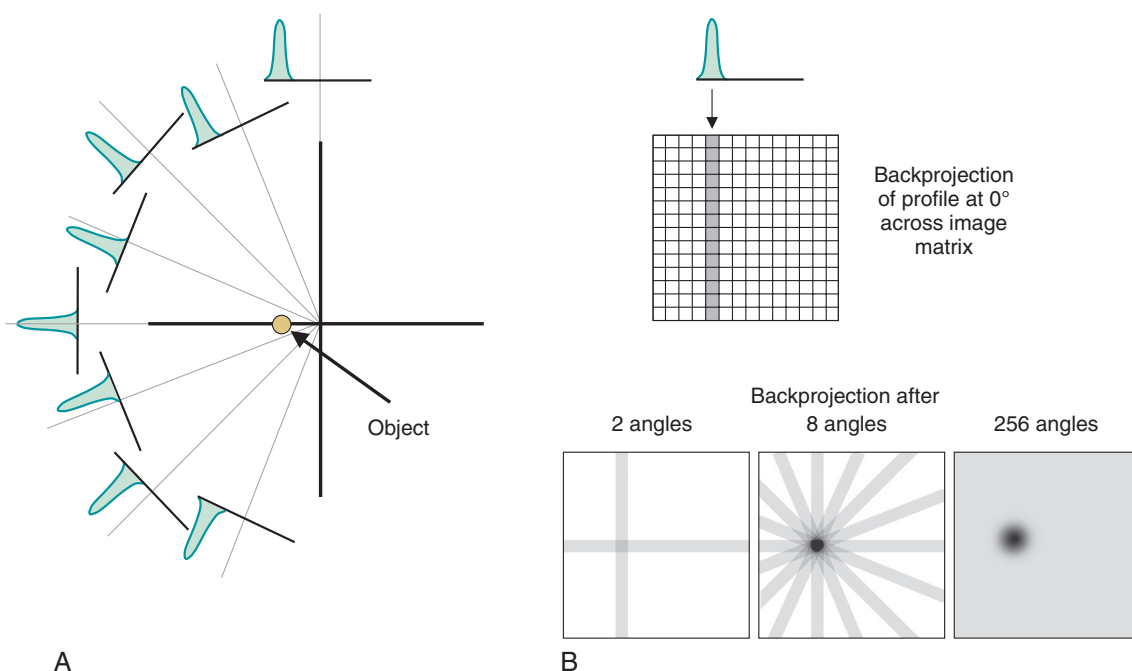 Object
A
Backprojection
of profile at 0°
across image
matrix
Backprojection after
2 angles
8 angles
256 angles
B